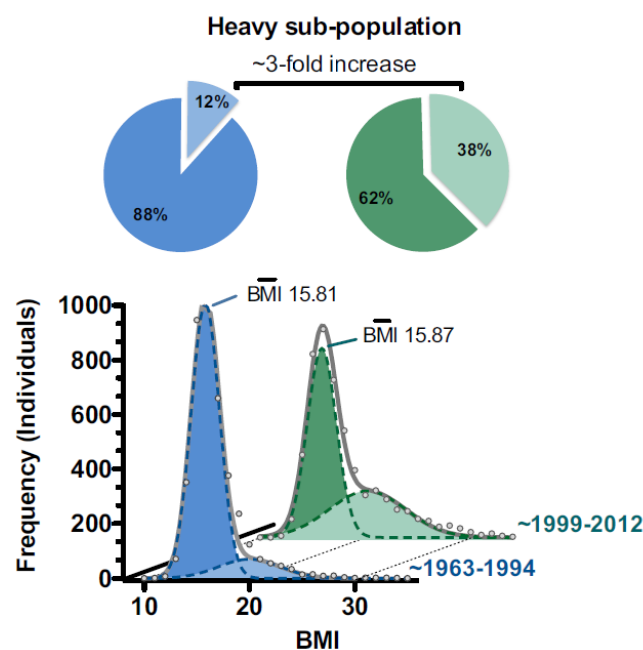 Heavy sub-population
~3-fold increase
12%
88%
38%
62%
BMI 15.81
BMI 15.87
Frequency (Individuals)
1000
800
600
400
200
0
~1999-2012
~1963-1994
10
20
30
BMI